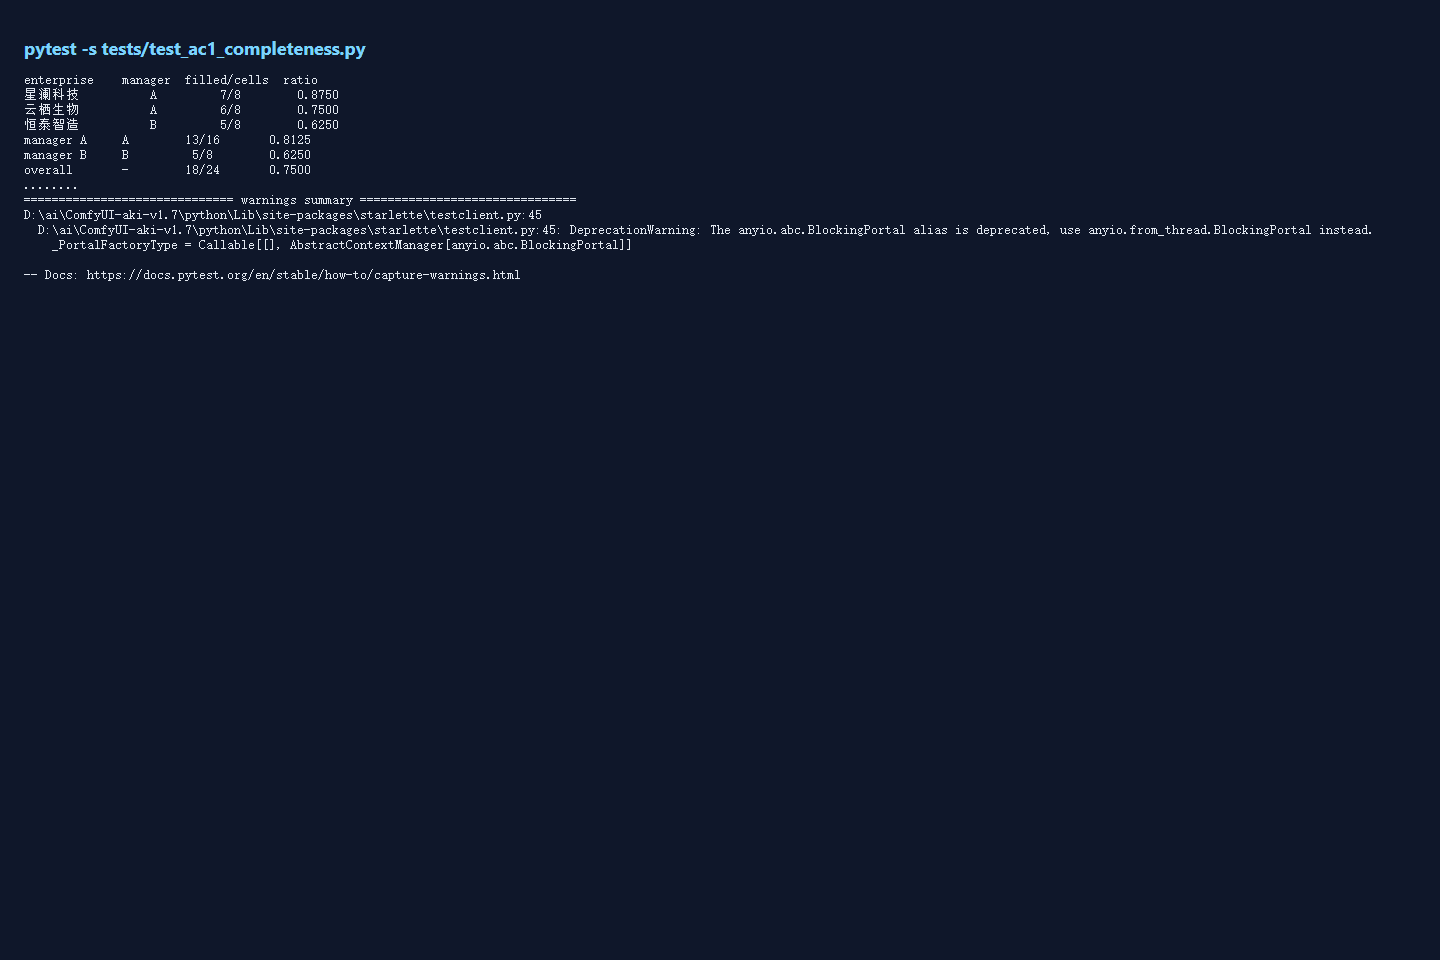 pytest -s tests/test_ac1_completeness.py
enterprise    manager  filled/cells  ratio
星澜科技          A         7/8        0.8750
云栖生物          A         6/8        0.7500
恒泰智造          B         5/8        0.6250
manager A     A        13/16       0.8125
manager B     B         5/8        0.6250
overall       -        18/24       0.7500
........
============================== warnings summary ===============================
D:\ai\ComfyUI-aki-v1.7\python\Lib\site-packages\starlette\testclient.py:45
  D:\ai\ComfyUI-aki-v1.7\python\Lib\site-packages\starlette\testclient.py:45: DeprecationWarning: The anyio.abc.BlockingPortal alias is deprecated, use anyio.from_thread.BlockingPortal instead.
    _PortalFactoryType = Callable[[], AbstractContextManager[anyio.abc.BlockingPortal]]
-- Docs: https://docs.pytest.org/en/stable/how-to/capture-warnings.html